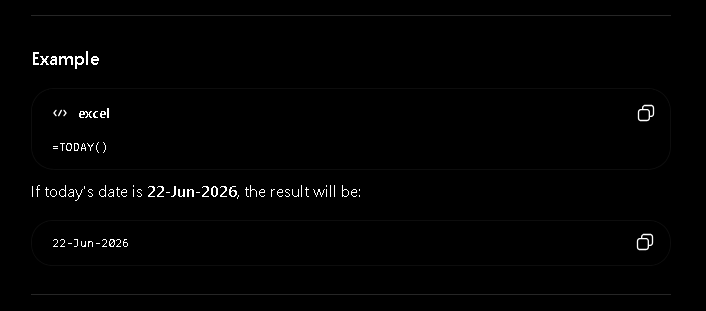 Example
excel
=TODAY()
If today's date is 22-Jun-2026, the result will be:
22-Jun-2026